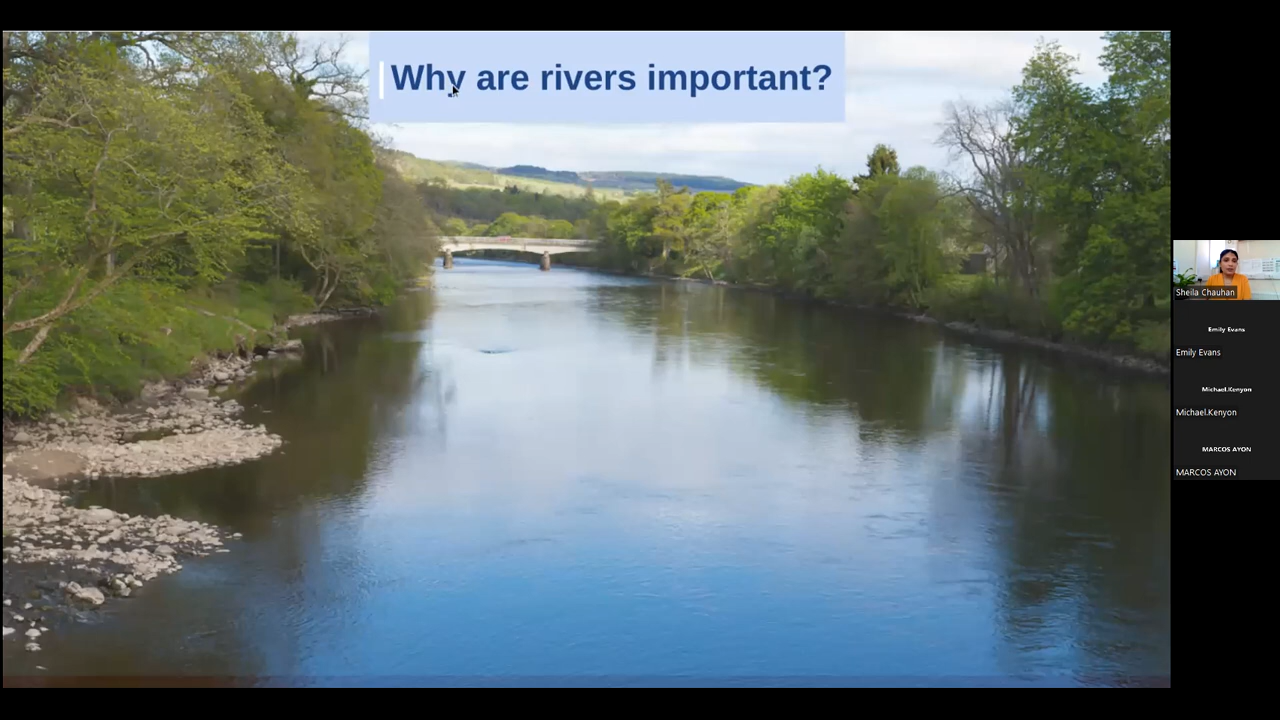 Why are rivers important?
Sheila Chauhan
Emily Evans
Emily Evans
Michael.Kenyon
Michael.Kenyon
MARCOS AYON
MARCOS AYON